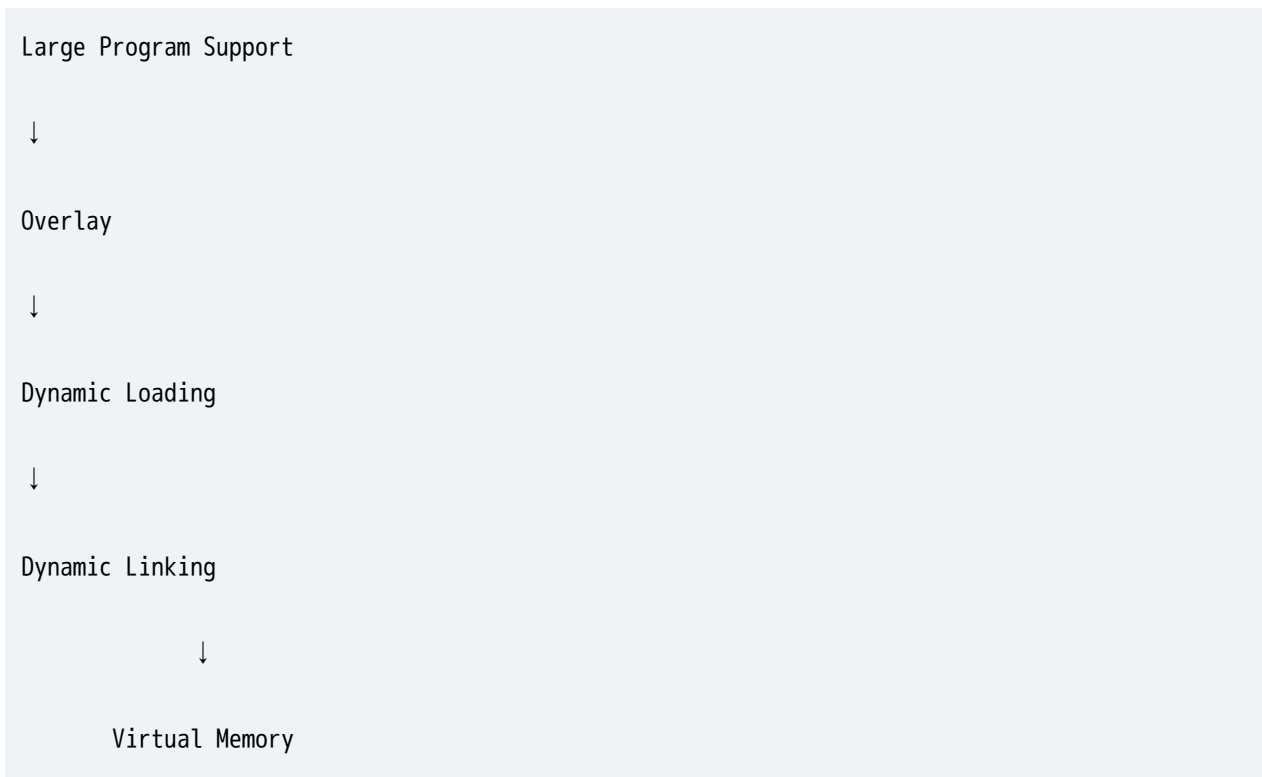 Large Program Support
↓
Overlay
↓
Dynamic Loading
↓
Dynamic Linking
↓
Virtual Memory